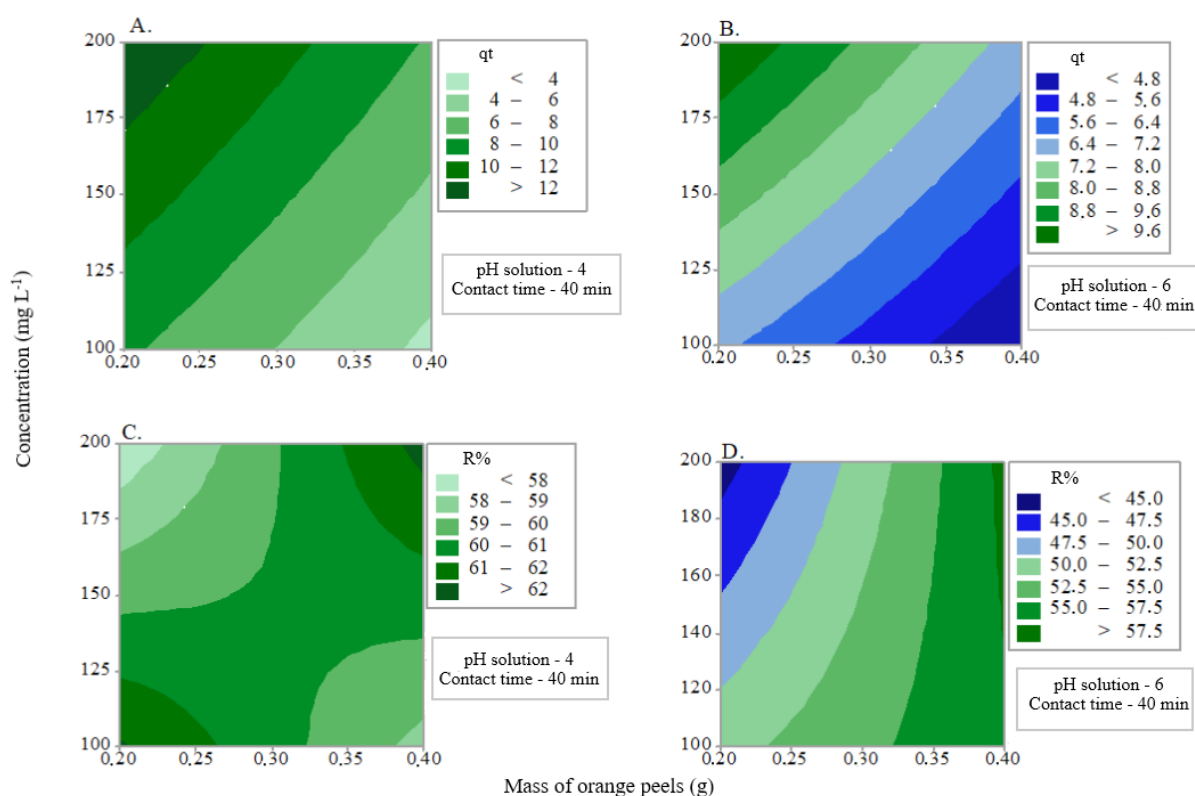 A.
200
175
150
125
100
0.20
0.25
0.30
0.35
0.40
qt
< 4
4 – 6
6 – 8
8 – 10
10 – 12
> 12
pH solution - 4
Contact time - 40 min
B.
200
175
150
125
100
0.20
0.25
0.30
0.35
0.40
qt
< 4.8
4.8 – 5.6
5.6 – 6.4
6.4 – 7.2
7.2 – 8.0
8.0 – 8.8
8.8 – 9.6
> 9.6
pH solution - 6
Contact time - 40 min
Concentration (mg L⁻¹)
C.
200
175
150
125
100
0.20
0.25
0.30
0.35
0.40
R%
< 58
58 – 59
59 – 60
60 – 61
61 – 62
> 62
pH solution - 4
Contact time - 40 min
D.
200
180
160
140
120
100
0.20
0.25
0.30
0.35
0.40
R%
< 45.0
45.0 – 47.5
47.5 – 50.0
50.0 – 52.5
52.5 – 55.0
55.0 – 57.5
> 57.5
pH solution - 6
Contact time - 40 min
Mass of orange peels (g)